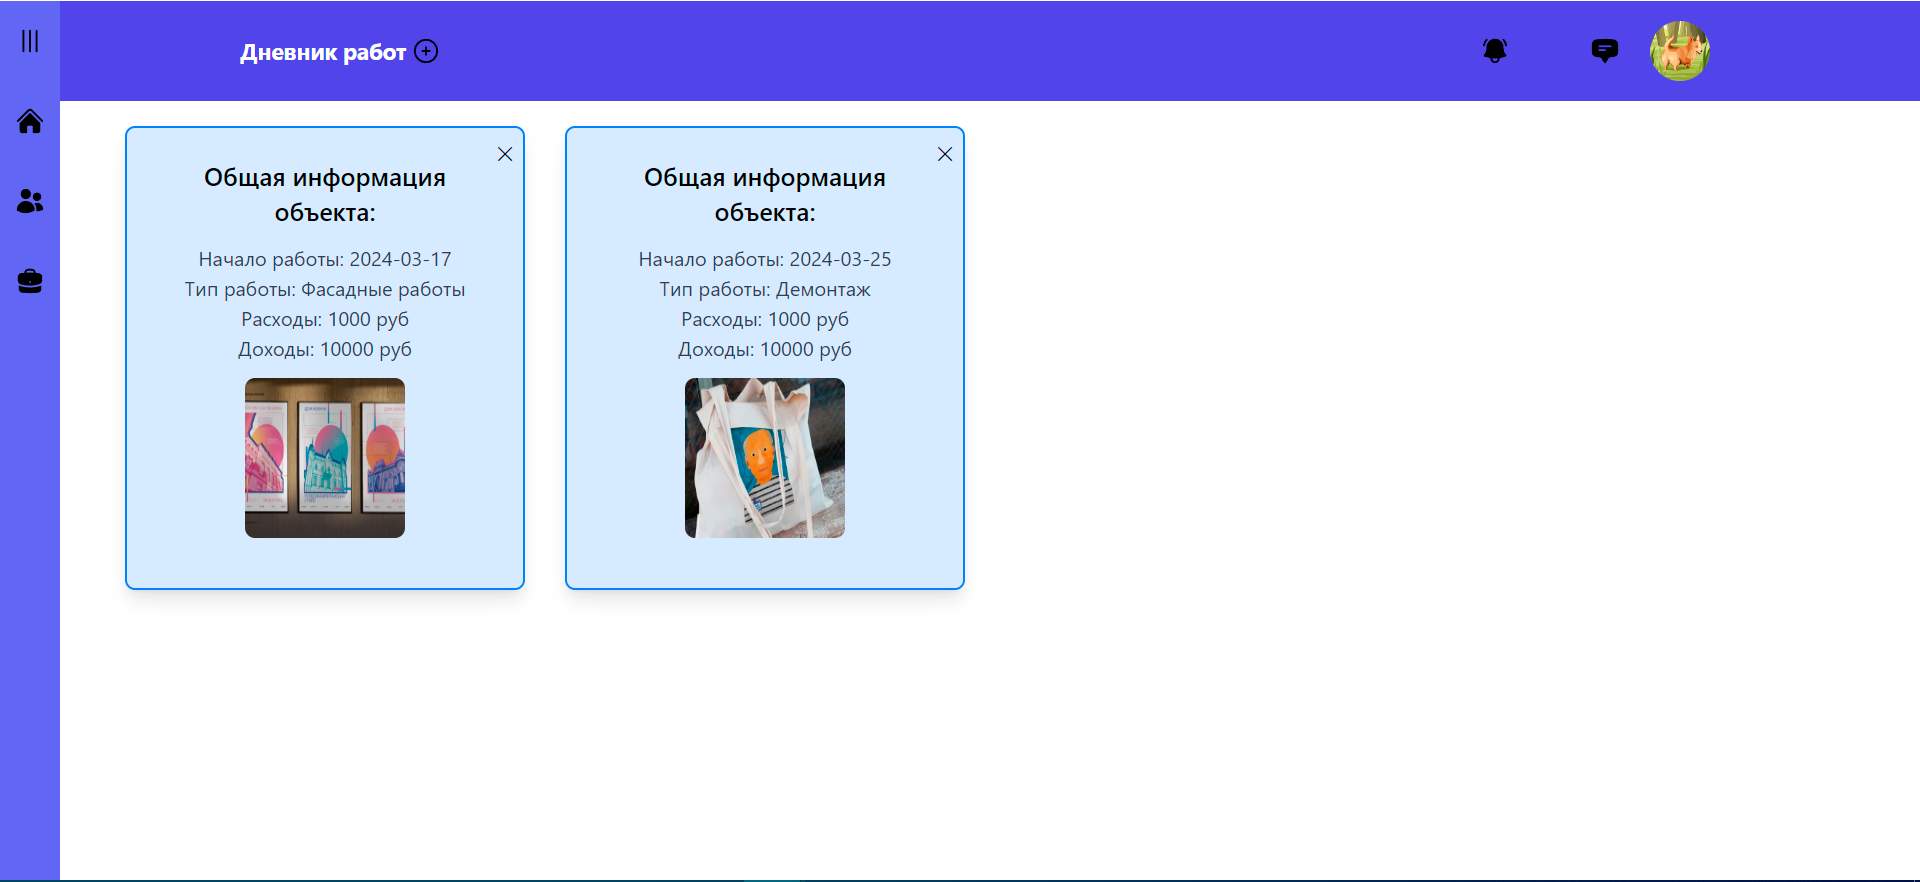 Дневник работ
Общая информация
объекта:
Начало работы: 2024-03-17
Тип работы: Фасадные работы
Расходы: 1000 руб
Доходы: 10000 руб
Общая информация
объекта:
Начало работы: 2024-03-25
Тип работы: Демонтаж
Расходы: 1000 руб
Доходы: 10000 руб